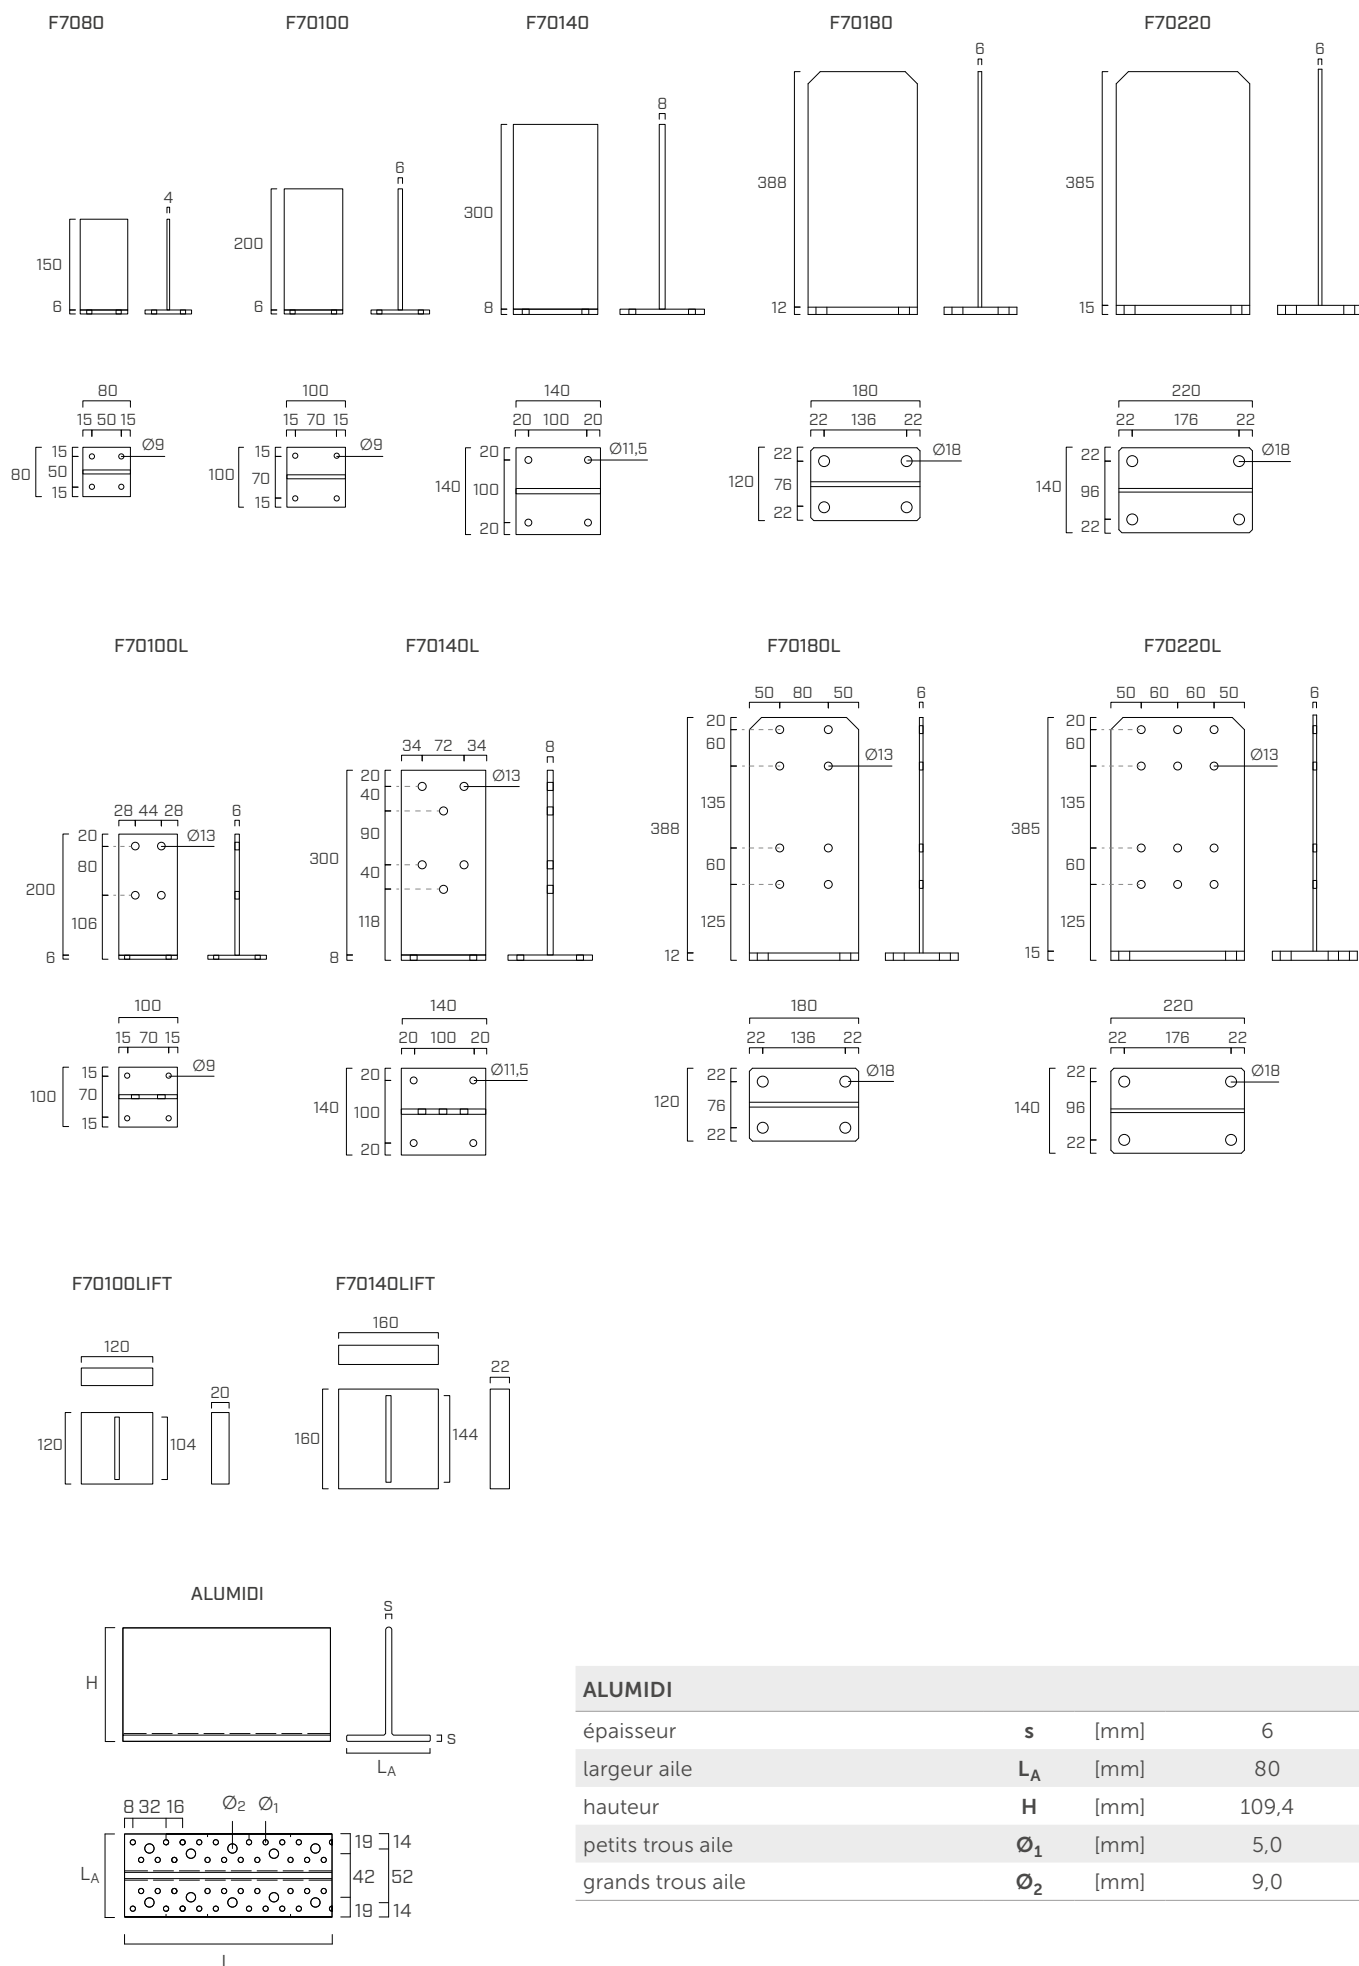 F7080 F70100 F70140 F70180 F70220
4
150
6
6
200
6
8
300
8
6
388
12
6
385
15
80
15 50 15
80
15
50
15
Ø9
100
15 70 15
100
15
70
15
Ø9
140
20 100 20
140
20
100
20
Ø11,5
180
22 136 22
120
22
76
22
Ø18
220
22 176 22
140
22
96
22
Ø18
F70100L F70140L F70180L F70220L
28 44 28
6
200
6
20
80
106
Ø13
34 72 34
8
300
8
20
40
90
40
118
Ø13
50 80 50
6
388
12
20
60
135
60
125
Ø13
50 60 60 50
6
385
15
20
60
135
60
125
Ø13
100
15 70 15
100
15
70
15
Ø9
140
20 100 20
140
20
100
20
Ø11,5
180
22 136 22
120
22
76
22
Ø18
220
22 176 22
140
22
96
22
Ø18
F70100LIFT F70140LIFT
120
20
120
104
160
22
160
144
ALUMIDI
s
H
s
LA
8 32 16 Ø2 Ø1
LA
19
42
19
14
52
14
ALUMIDI
épaisseur s [mm] 6
largeur aile LA [mm] 80
hauteur H [mm] 109,4
petits trous aile Ø1 [mm] 5,0
grands trous aile Ø2 [mm] 9,0